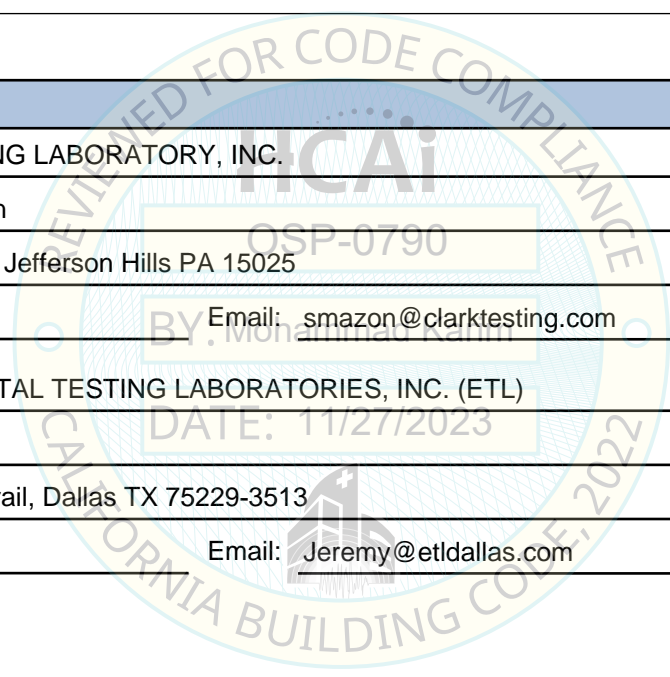 REVIEWED FOR CODE COMPLIANCE
HCAi
NG LABORATORY, INC.
n
OSP-0790
Jefferson Hills PA 15025
Email: smazon@clarktesting.com
BY: Mohammad Karim
TAL TESTING LABORATORIES, INC. (ETL)
DATE: 11/27/2023
rail, Dallas TX 75229-3513
Email: Jeremy@etldallas.com
CALIFORNIA BUILDING CODE, 2022